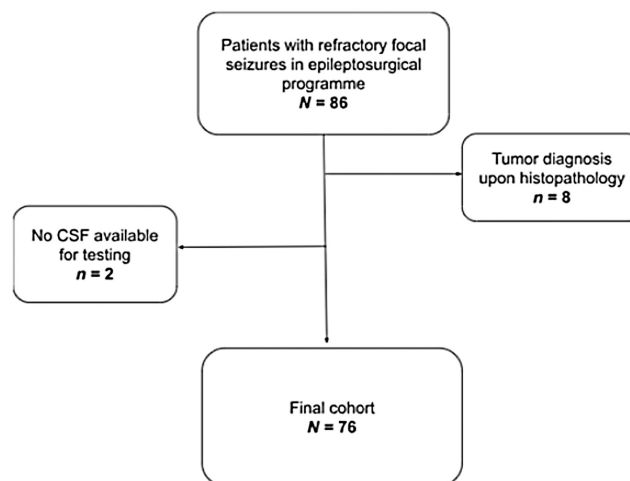 Patients with refractory focal
seizures in epileptosurgical
programme
N = 86
Tumor diagnosis
upon histopathology
n = 8
No CSF available
for testing
n = 2
Final cohort
N = 76